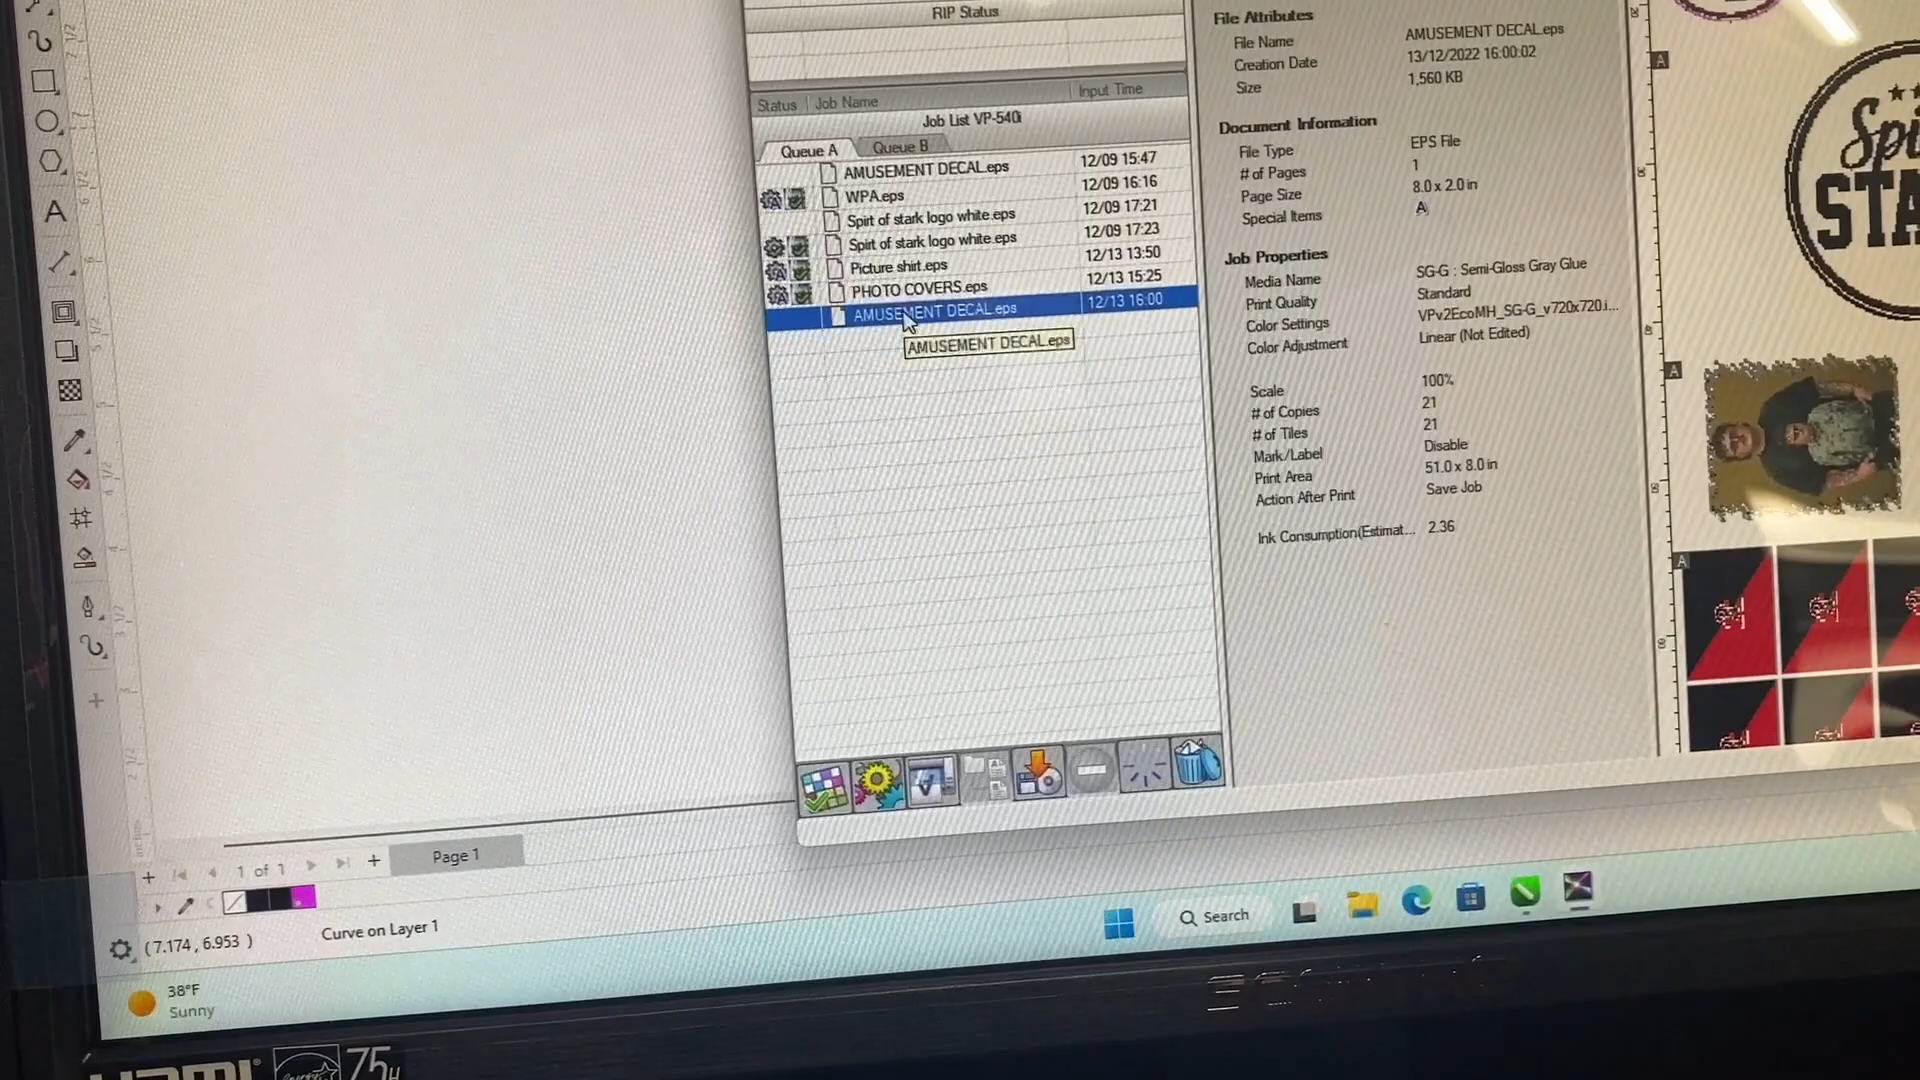 RIP Status
Status Job Name Input Time
Job List VP-540i
Queue A Queue B
AMUSEMENT DECAL.eps 12/09 15:47
WPA.eps 12/09 16:16
Spirt of stark logo white.eps 12/09 17:21
Spirt of stark logo white.eps 12/09 17:23
Picture shirt.eps 12/13 13:50
PHOTO COVERS.eps 12/13 15:25
AMUSEMENT DECAL.eps 12/13 16:00
AMUSEMENT DECAL.eps
File Attributes
File Name AMUSEMENT DECAL.eps
Creation Date 13/12/2022 16:00:02
Size 1,560 KB
Document Information
File Type EPS File
# of Pages 1
Page Size 8.0 x 2.0 in
Special Items A
Job Properties
Media Name SG-G : Semi-Gloss Gray Glue
Print Quality Standard
Color Settings VPv2EcoMH_SG-G_v720x720.i...
Color Adjustment Linear (Not Edited)
Scale 100%
# of Copies 21
# of Tiles 21
Mark/Label Disable
Print Area 51.0 x 8.0 in
Action After Print Save Job
Ink Consumption(Estimat... 2.36
A
A
A
Spi
STA
1 of 1 Page 1
(7.174, 6.953 ) Curve on Layer 1
38°F
Sunny
Search
75H